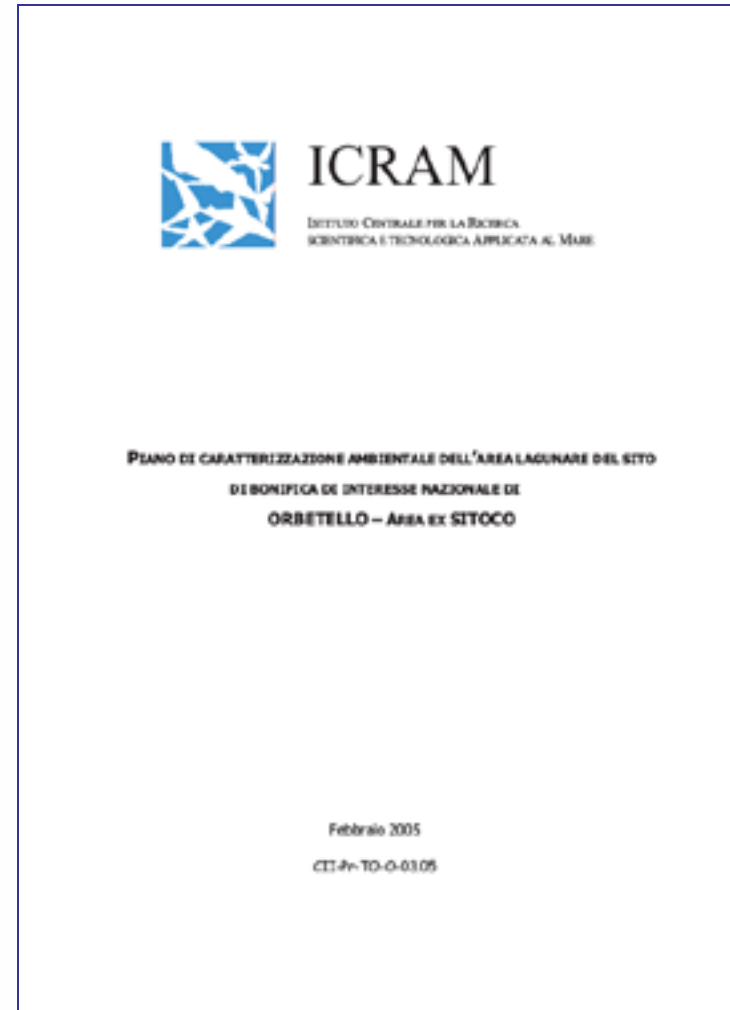 ICRAM
ISTITUTO CENTRALE PER LA RICERCA
SCIENTIFICA E TECNOLOGICA APPLICATA AL MARE
PIANO DI CARATTERIZZAZIONE AMBIENTALE DELL'AREA LAGUNARE DEL SITO
DI BONIFICA DI INTERESSE NAZIONALE DI
ORBETELLO – AREA EX SITOCO
Febbraio 2005
CII-Pr-TO-O-03.05